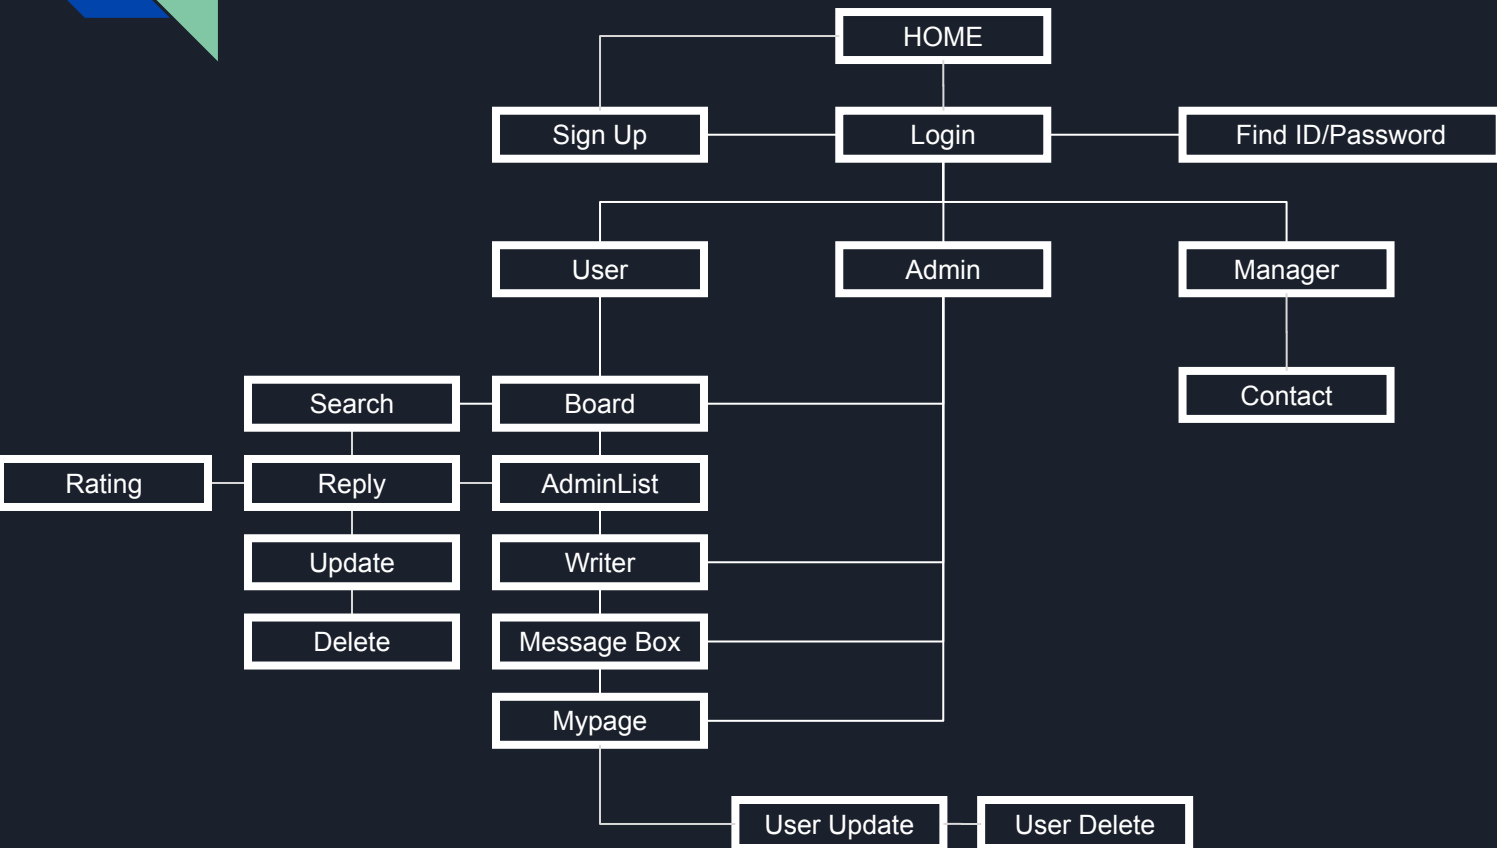 HOME
Sign Up
Login
Find ID/Password
User
Admin
Manager
Search
Board
Contact
Rating
Reply
AdminList
Update
Writer
Delete
Message Box
Mypage
User Update
User Delete